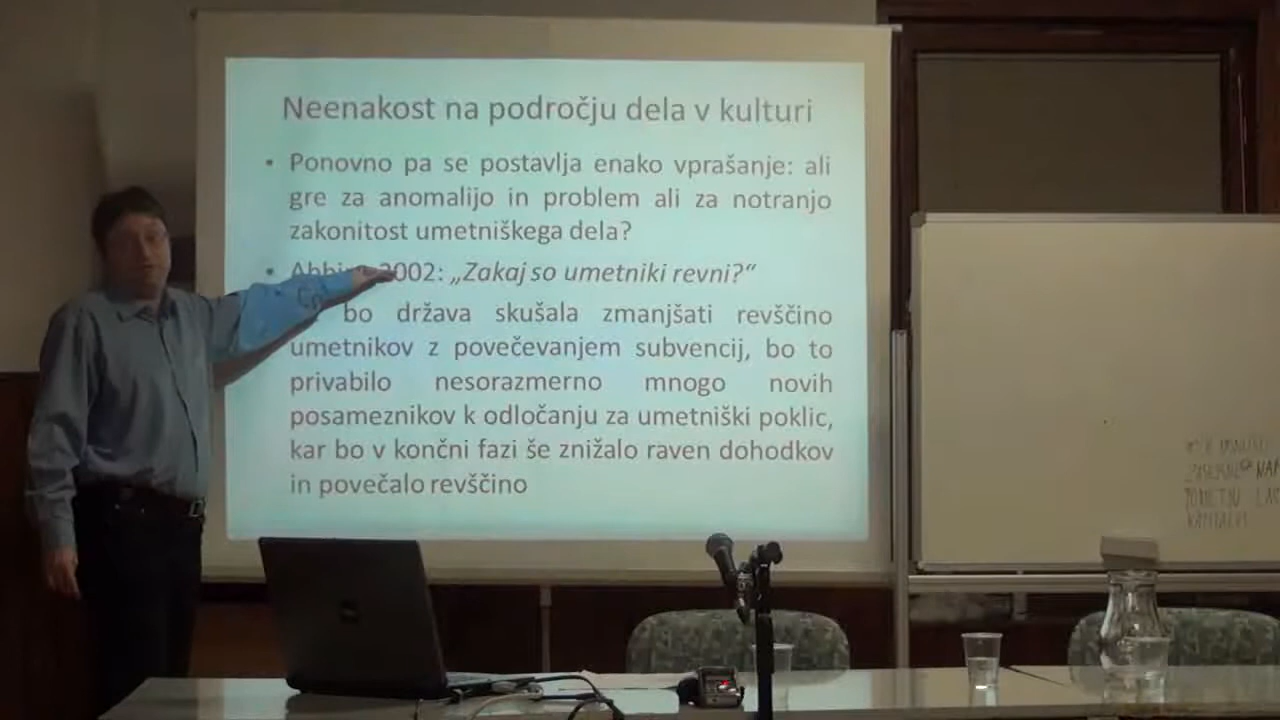 Neenakost na področju dela v kulturi
• Ponovno pa se postavlja enako vprašanje: ali
gre za anomalijo in problem ali za notranjo
zakonitost umetniškega dela?
• 2002: „Zakaj so umetniki revni?“
bo država skušala zmanjšati revščino
umetnikov z povečevanjem subvencij, bo to
privabilo nesorazmerno mnogo novih
posameznikov k odločanju za umetniški poklic,
kar bo v končni fazi še znižalo raven dohodkov
in povečalo revščino